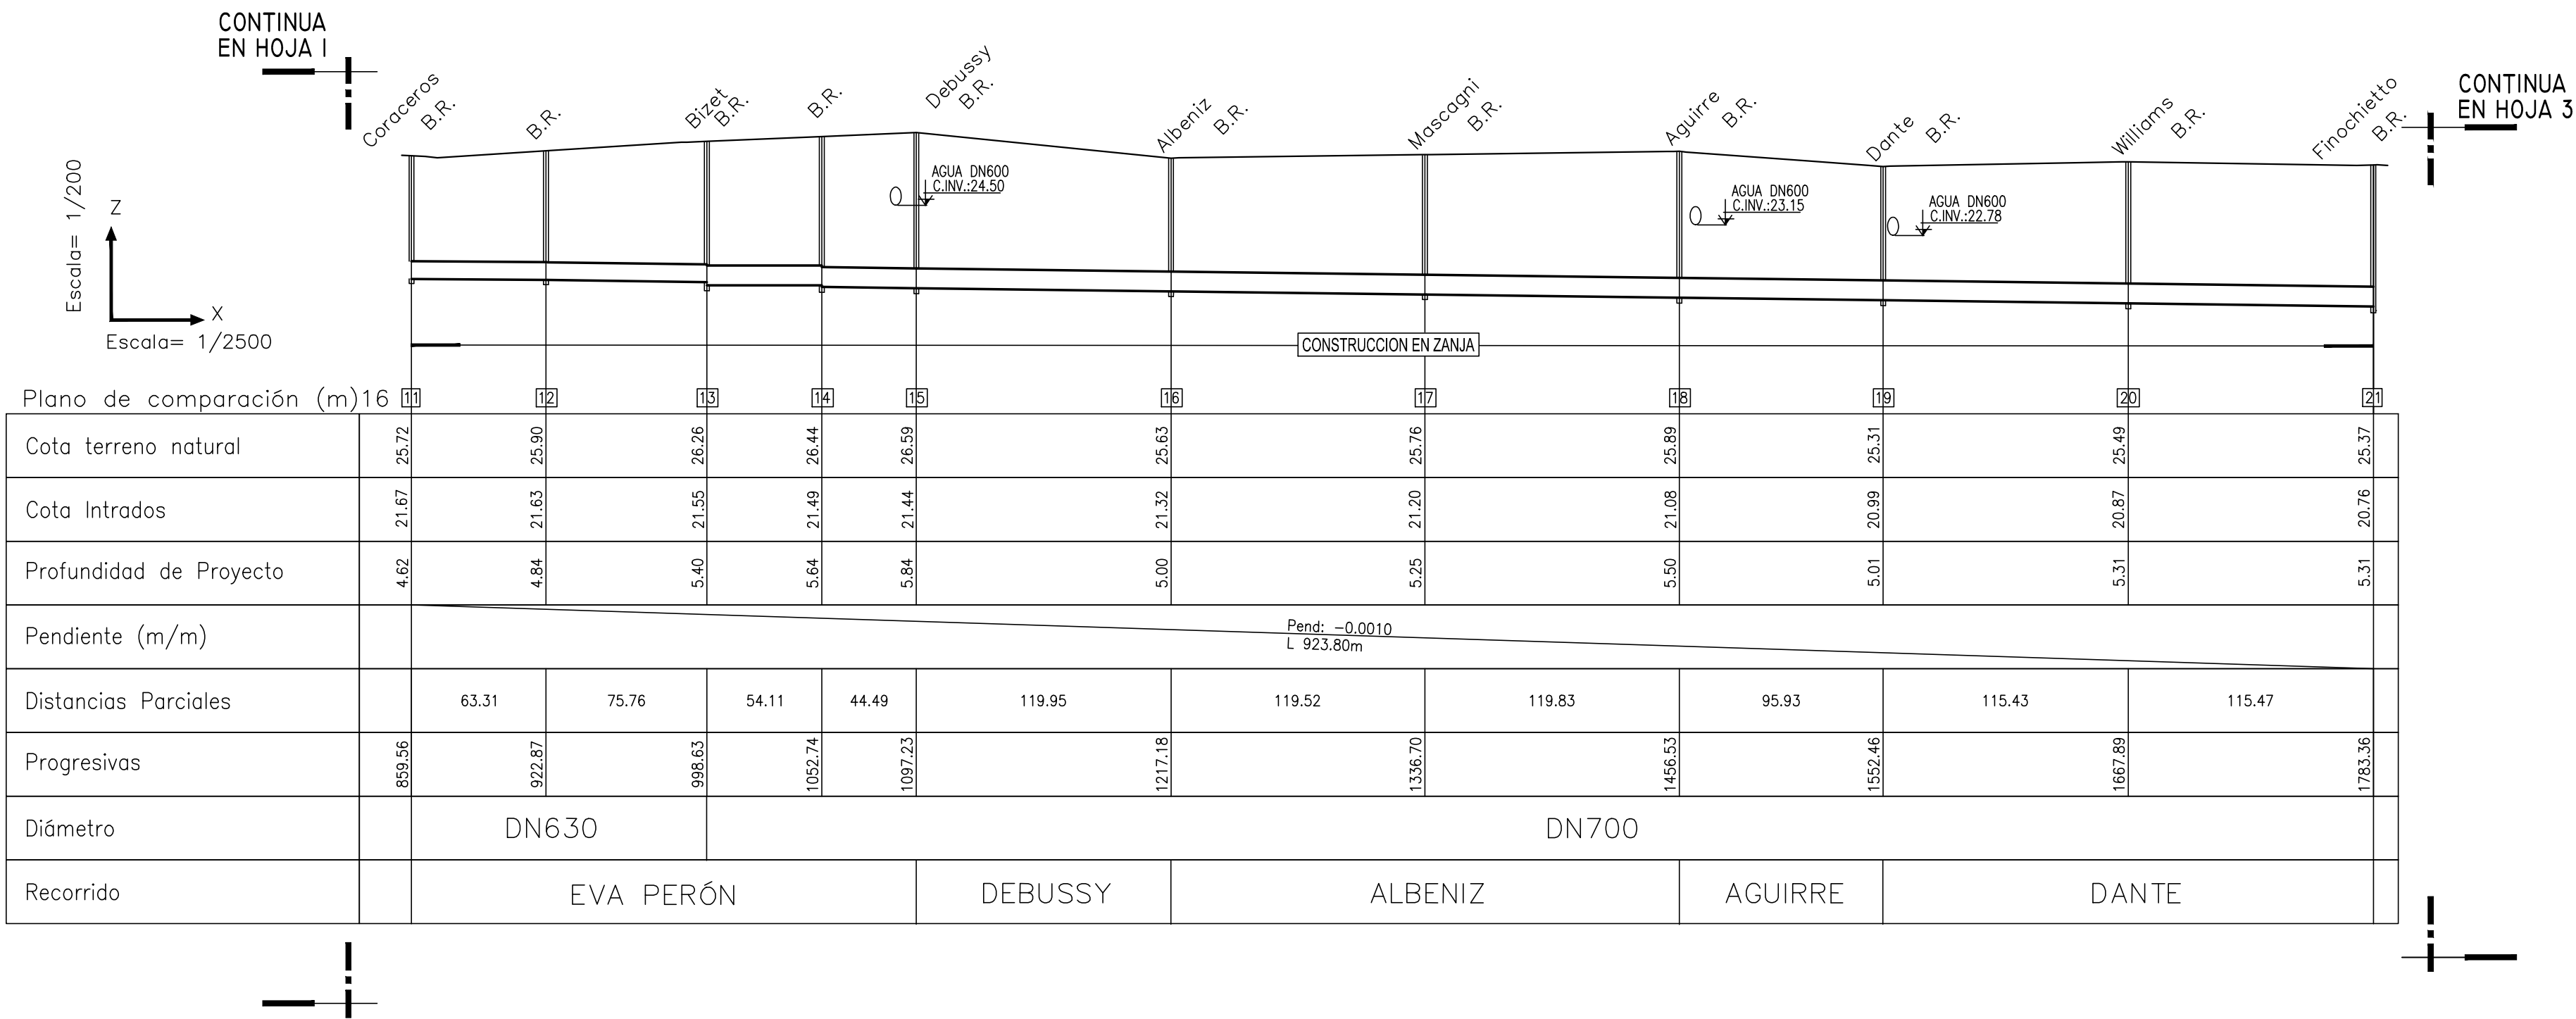 CONTINUA
EN HOJA 1
CONTINUA
EN HOJA 3
Coraceros
B.R.
B.R.
Bizet
B.R.
B.R.
Debussy
B.R.
Albeniz
B.R.
Mascagni
B.R.
Aguirre
B.R.
Dante
B.R.
Williams
B.R.
Finochietto
B.R.
AGUA DN600
C.INV.:24.50
AGUA DN600
C.INV.:23.15
AGUA DN600
C.INV.:22.78
Escala= 1/200
Z
X
Escala= 1/2500
CONSTRUCCION EN ZANJA
Plano de comparación (m)16 11 12 13 14 15 16 17 18 19 20 21
Cota terreno natural 25.72 25.90 26.26 26.44 26.59 25.63 25.76 25.89 25.31 25.49 25.37
Cota Intrados 21.67 21.63 21.55 21.49 21.44 21.32 21.20 21.08 20.99 20.87 20.76
Profundidad de Proyecto 4.62 4.84 5.40 5.64 5.84 5.00 5.25 5.50 5.01 5.31 5.31
Pendiente (m/m)
Pend: -0.0010
L 923.80m
Distancias Parciales 63.31 75.76 54.11 44.49 119.95 119.52 119.83 95.93 115.43 115.47
Progresivas 859.56 922.87 998.63 1052.74 1097.23 1217.18 1336.70 1456.53 1552.46 1667.89 1783.36
Diámetro DN630 DN700
Recorrido EVA PERÓN DEBUSSY ALBENIZ AGUIRRE DANTE